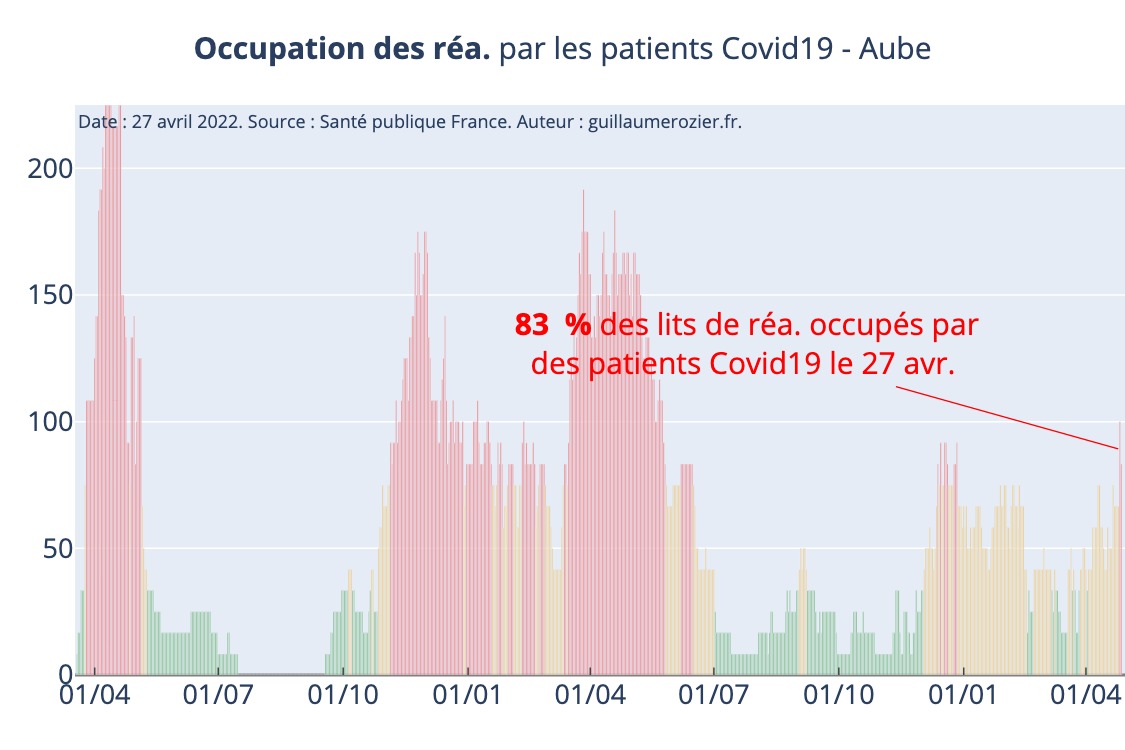 Occupation des réa. par les patients Covid19 - Aube
Date : 27 avril 2022. Source : Santé publique France. Auteur : guillaumerozier.fr.
200
150
83 % des lits de réa. occupés par
des patients Covid19 le 27 avr.
100
50
0
01/04 01/07 01/10 01/01 01/04 01/07 01/10 01/01 01/04